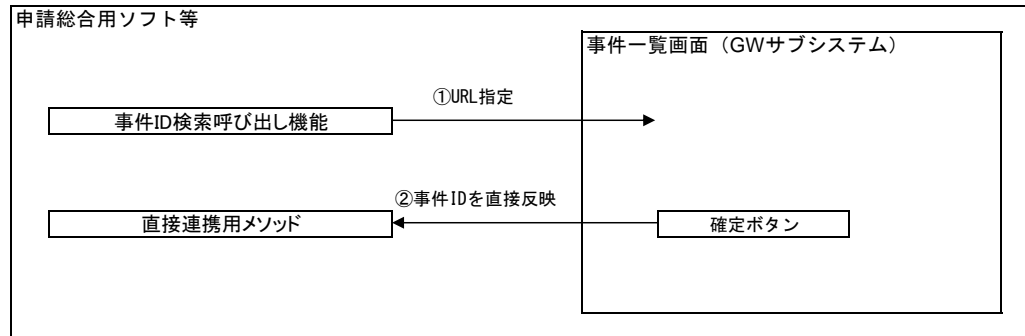 申請総合用ソフト等
事件一覧画面（GWサブシステム）
①URL指定
事件ID検索呼び出し機能
②事件IDを直接反映
直接連携用メソッド
確定ボタン